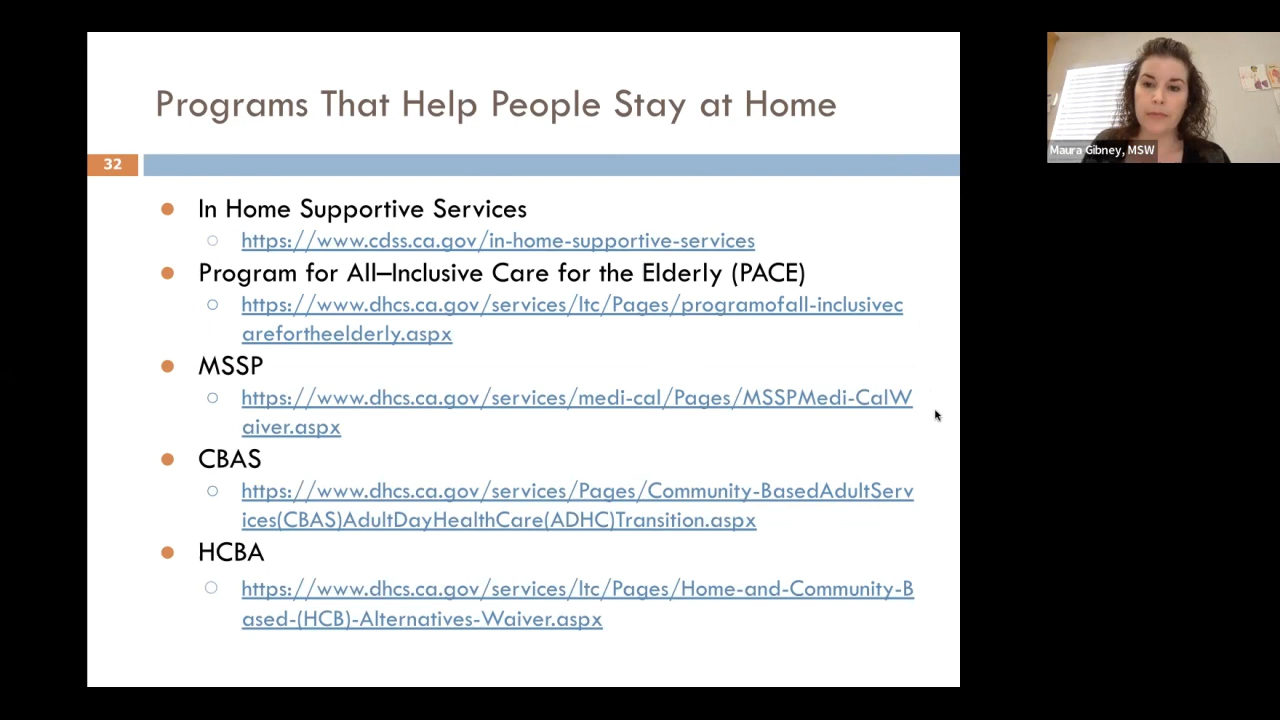 Programs That Help People Stay at Home
32
In Home Supportive Services
https://www.cdss.ca.gov/in-home-supportive-services
Program for All–Inclusive Care for the Elderly (PACE)
https://www.dhcs.ca.gov/services/ltc/Pages/programofall-inclusivec
arefortheelderly.aspx
MSSP
https://www.dhcs.ca.gov/services/medi-cal/Pages/MSSPMedi-CalW
aiver.aspx
CBAS
https://www.dhcs.ca.gov/services/Pages/Community-BasedAdultServ
ices(CBAS)AdultDayHealthCare(ADHC)Transition.aspx
HCBA
https://www.dhcs.ca.gov/services/ltc/Pages/Home-and-Community-B
ased-(HCB)-Alternatives-Waiver.aspx
Maura Gibney, MSW